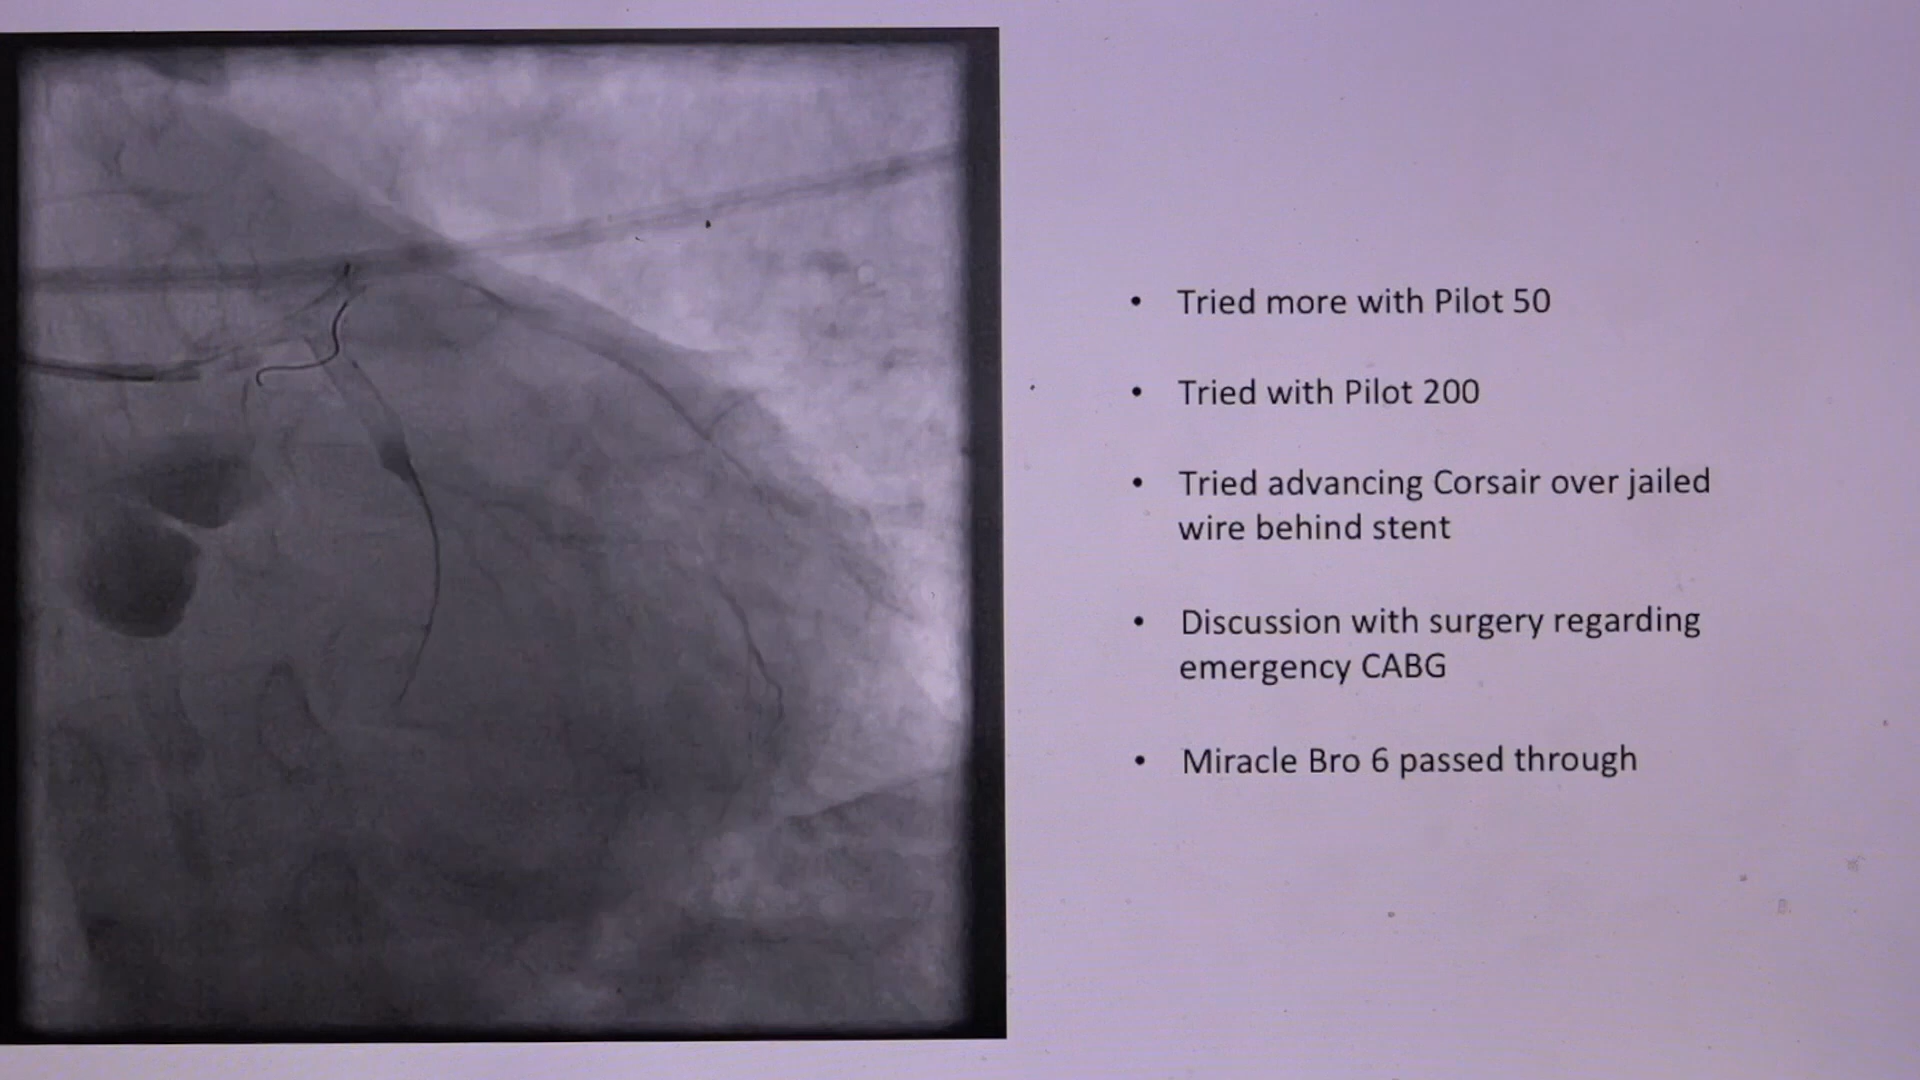 • Tried more with Pilot 50
• Tried with Pilot 200
• Tried advancing Corsair over jailed
wire behind stent
• Discussion with surgery regarding
emergency CABG
• Miracle Bro 6 passed through